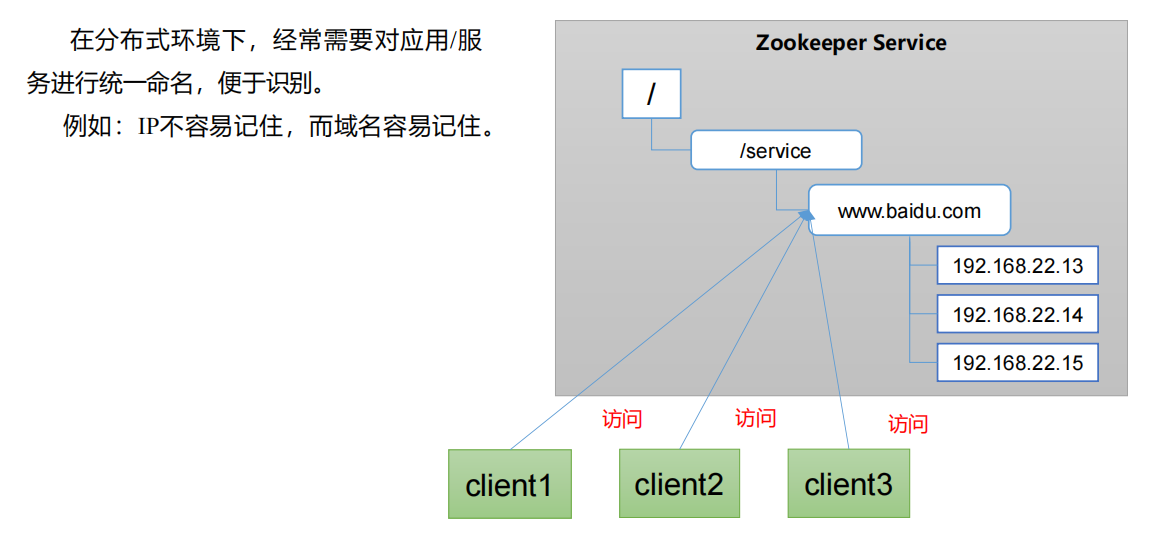 在分布式环境下，经常需要对应用/服
务进行统一命名，便于识别。
例如：IP不容易记住，而域名容易记住。
Zookeeper Service
/
/service
www.baidu.com
192.168.22.13
192.168.22.14
192.168.22.15
访问
访问
访问
client1
client2
client3